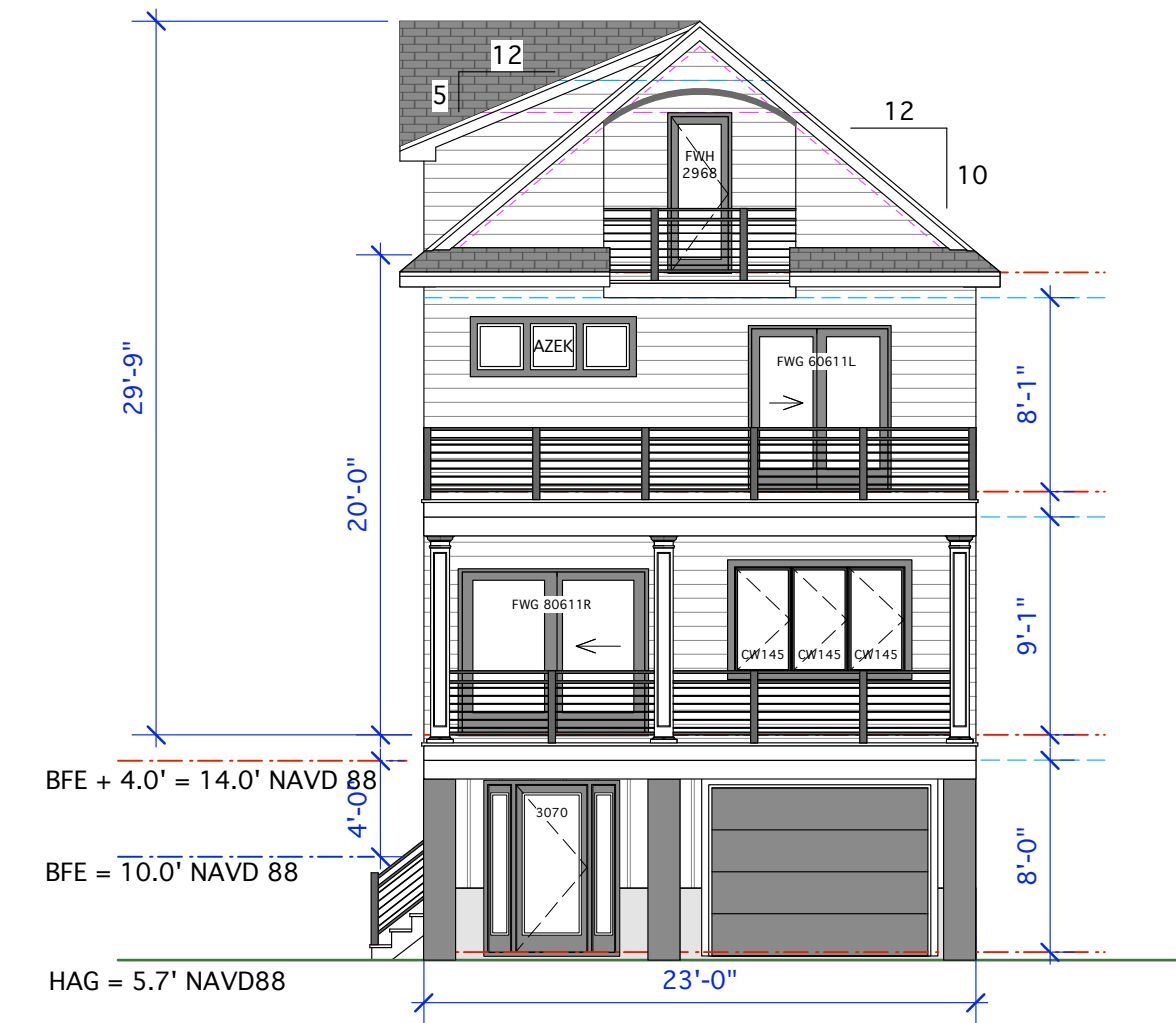 12
5
12
10
FWH
2968
29'-9"
20'-0"
AZEK
FWG 60611L
8'-1"
FWG 80611R
CW145
CW145
CW145
9'-1"
BFE + 4.0' = 14.0' NAVD 88
4'-0"
3070
BFE = 10.0' NAVD 88
8'-0"
HAG = 5.7' NAVD88
23'-0"